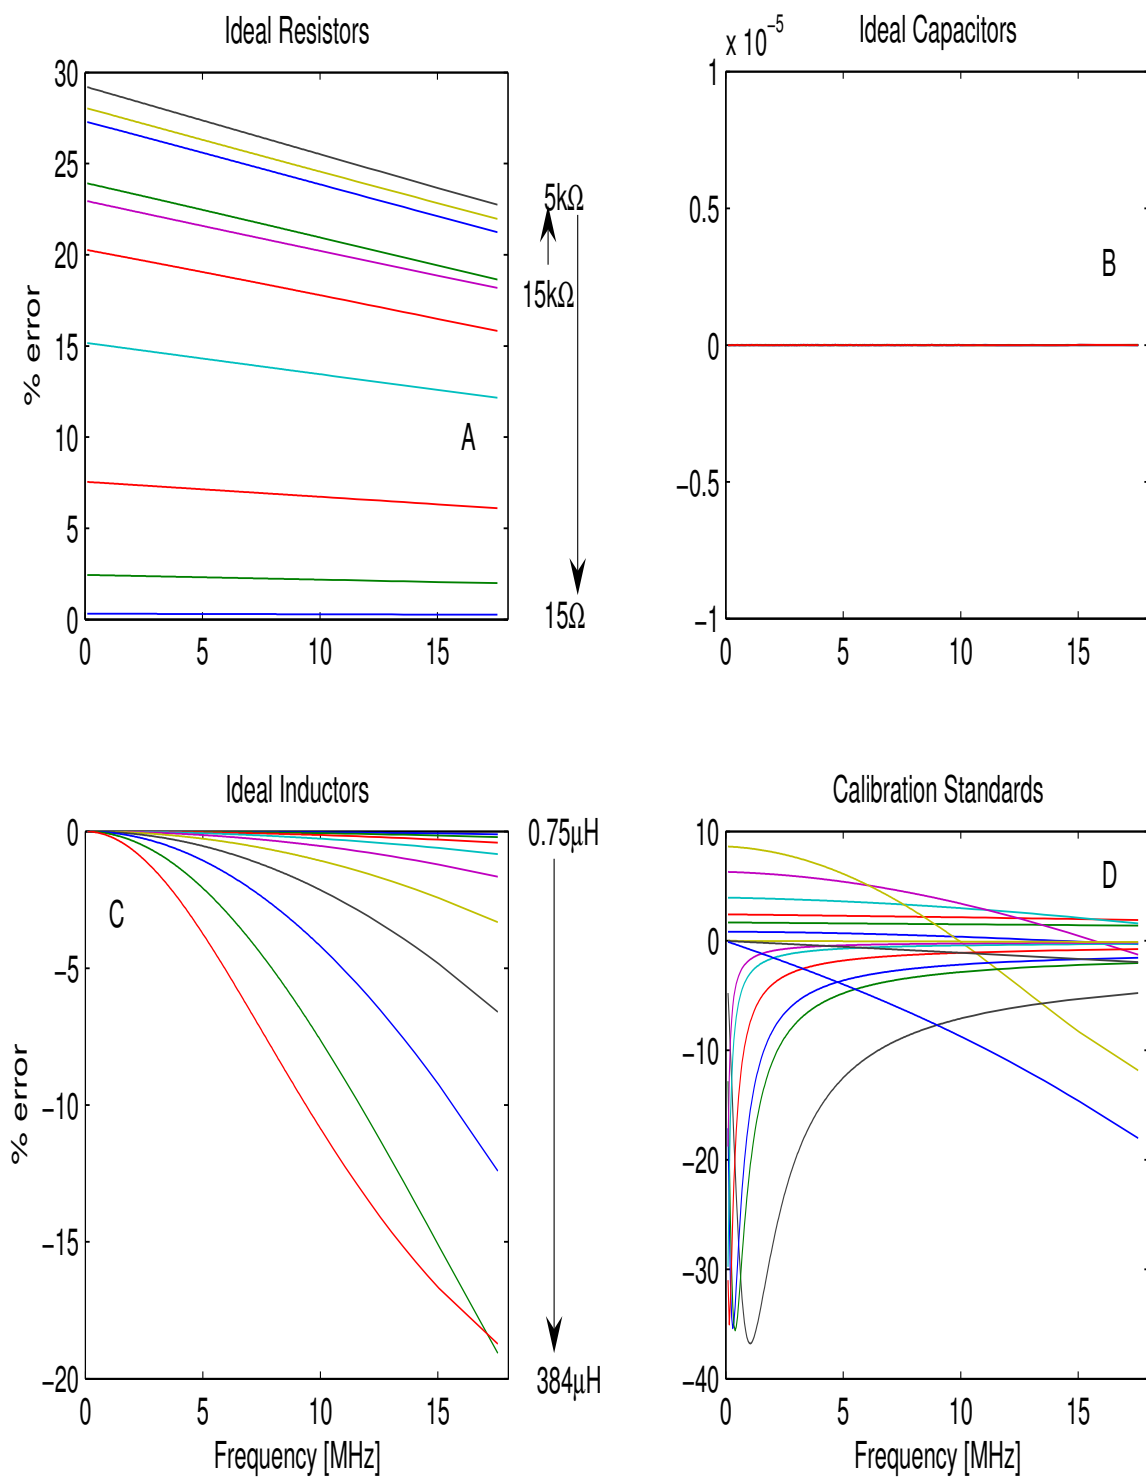 Ideal Resistors
30
25
20
15
10
5
0
0 5 10 15
% error
A
5kΩ
15kΩ
15Ω
Ideal Capacitors
x 10⁻⁵
1
0.5
0
−0.5
−1
0 5 10 15
B
Ideal Inductors
0
−5
−10
−15
−20
0 5 10 15
% error
Frequency [MHz]
C
0.75μH
384μH
Calibration Standards
10
0
−10
−20
−30
−40
0 5 10 15
Frequency [MHz]
D